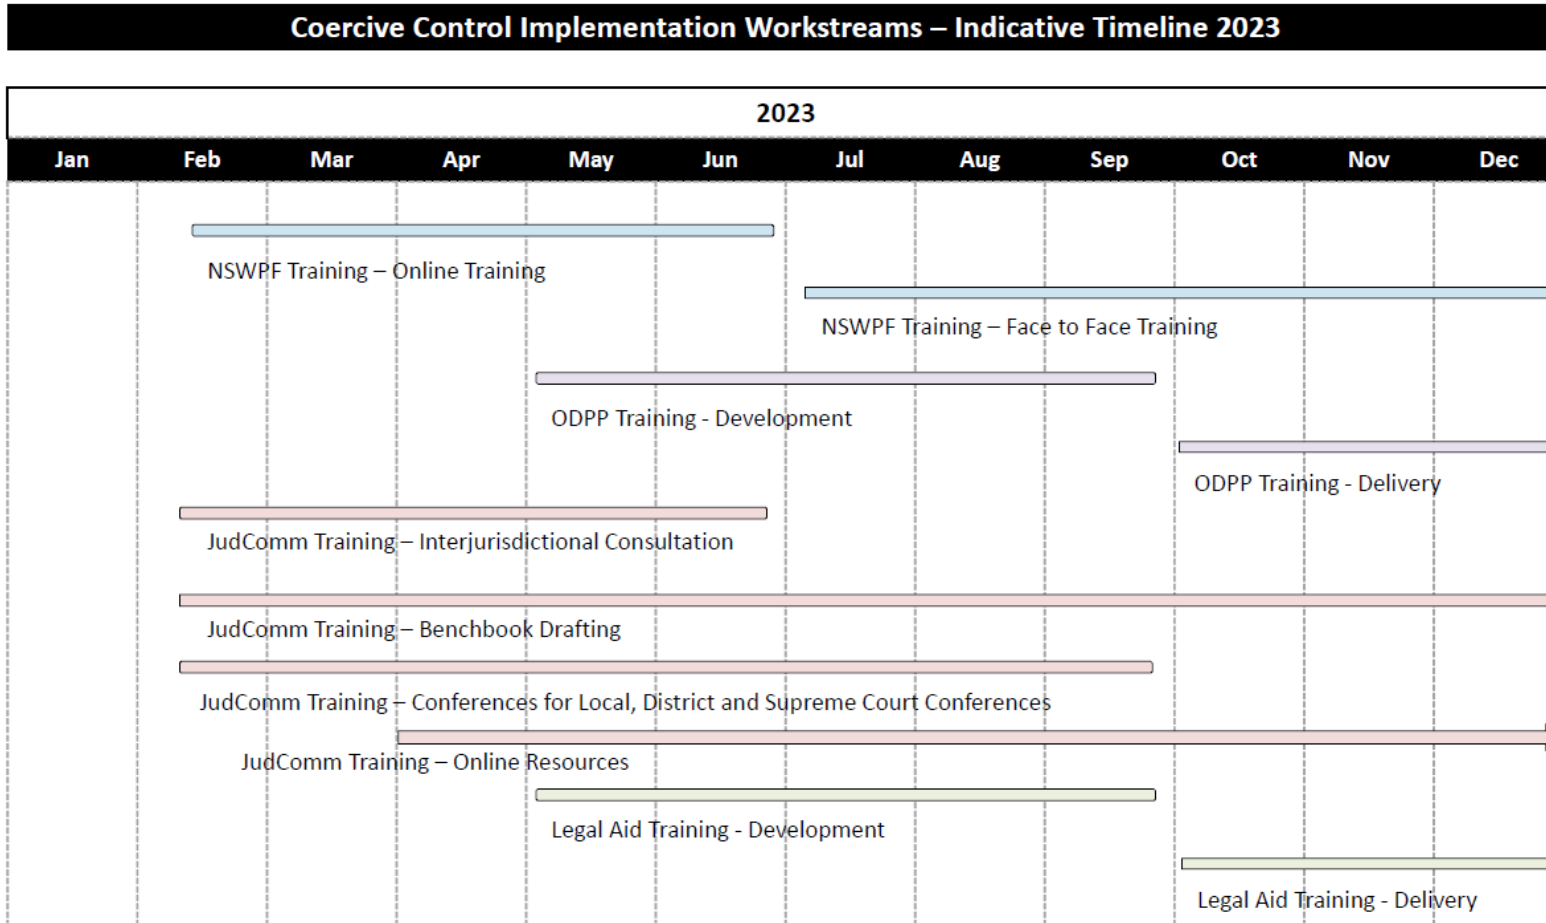 Coercive Control Implementation Workstreams – Indicative Timeline 2023
2023
Jan Feb Mar Apr May Jun Jul Aug Sep Oct Nov Dec
NSWPF Training – Online Training
NSWPF Training – Face to Face Training
ODPP Training - Development
ODPP Training - Delivery
JudComm Training – Interjurisdictional Consultation
JudComm Training – Benchbook Drafting
JudComm Training – Conferences for Local, District and Supreme Court Conferences
JudComm Training – Online Resources
Legal Aid Training - Development
Legal Aid Training - Delivery